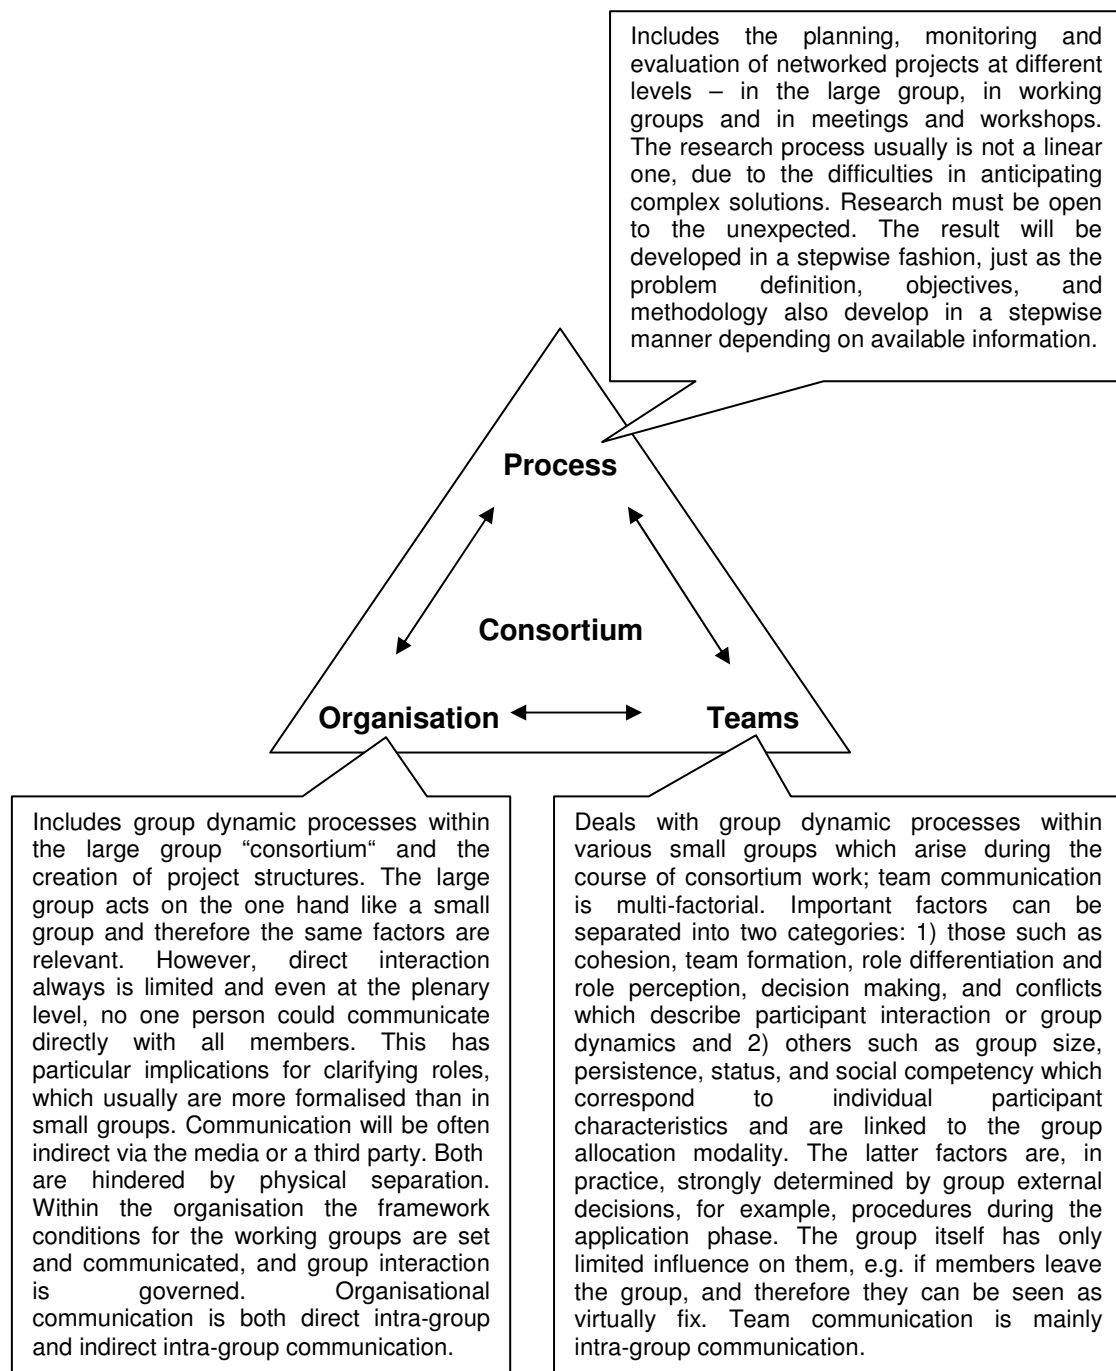 Includes the planning, monitoring and
evaluation of networked projects at different
levels – in the large group, in working
groups and in meetings and workshops.
The research process usually is not a linear
one, due to the difficulties in anticipating
complex solutions. Research must be open
to the unexpected. The result will be
developed in a stepwise fashion, just as the
problem definition, objectives, and
methodology also develop in a stepwise
manner depending on available information.
Process
Consortium
Organisation
Teams
Includes group dynamic processes within
the large group “consortium“ and the
creation of project structures. The large
group acts on the one hand like a small
group and therefore the same factors are
relevant. However, direct interaction
always is limited and even at the plenary
level, no one person could communicate
directly with all members. This has
particular implications for clarifying roles,
which usually are more formalised than in
small groups. Communication will be often
indirect via the media or a third party. Both
are hindered by physical separation.
Within the organisation the framework
conditions for the working groups are set
and communicated, and group interaction
is governed. Organisational
communication is both direct intra-group
and indirect intra-group communication.
Deals with group dynamic processes within
various small groups which arise during the
course of consortium work; team communication
is multi-factorial. Important factors can be
separated into two categories: 1) those such as
cohesion, team formation, role differentiation and
role perception, decision making, and conflicts
which describe participant interaction or group
dynamics and 2) others such as group size,
persistence, status, and social competency which
correspond to individual participant
characteristics and are linked to the group
allocation modality. The latter factors are, in
practice, strongly determined by group external
decisions, for example, procedures during the
application phase. The group itself has only
limited influence on them, e.g. if members leave
the group, and therefore they can be seen as
virtually fix. Team communication is mainly
intra-group communication.